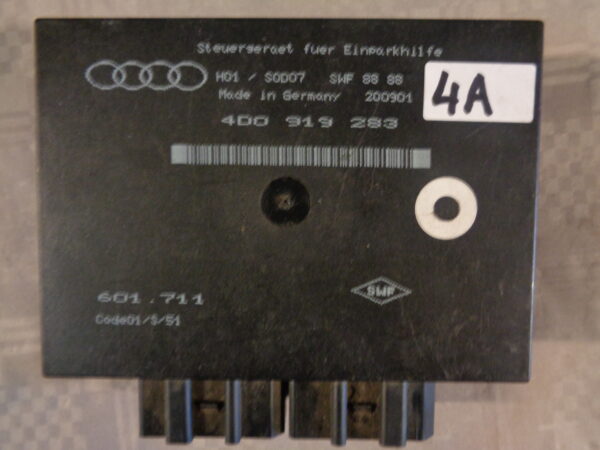 Steuergeraet fuer Einparkhilfe
H01 / S0D07 SWF 88 88
Made in Germany 200901
4A
4D0 919 283
601.711
SWF
Code01/S/51